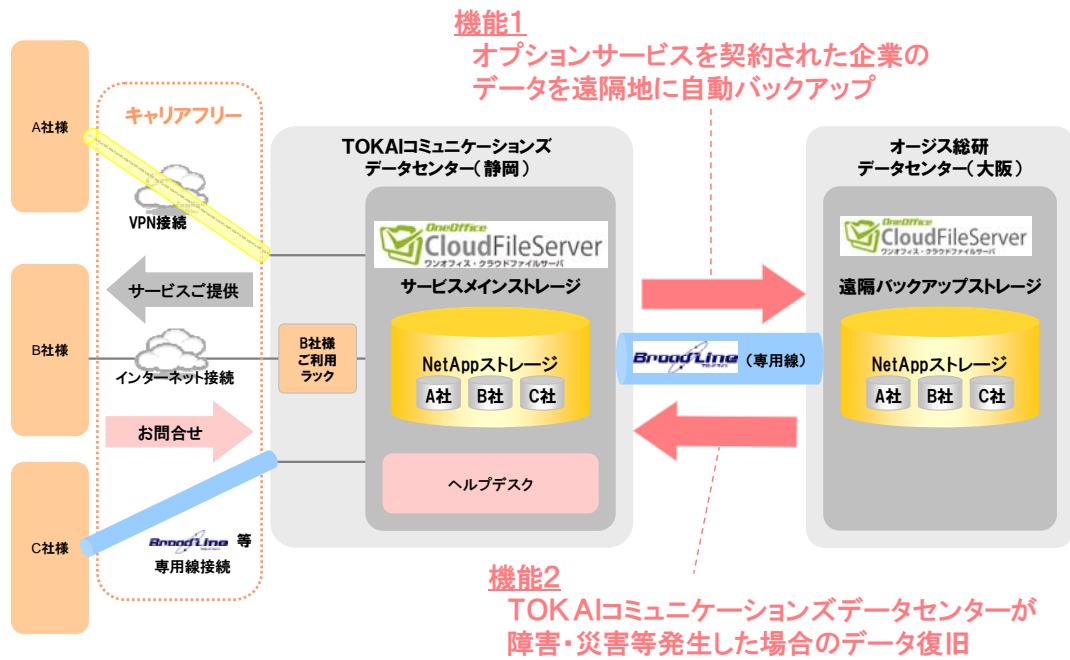 機能1
オプションサービスを契約された企業の
データを遠隔地に自動バックアップ
A社様
キャリアフリー
VPN接続
サービスご提供
B社様
インターネット接続
お問合せ
C社様
BroadLine 等
専用線接続
TOKAIコミュニケーションズ
データセンター(静岡)
OneOffice
CloudFileServer
ワンオフィス・クラウドファイルサーバ
サービスメインストレージ
B社様
ご利用
ラック
NetAppストレージ
A社 B社 C社
ヘルプデスク
BroadLine (専用線)
オージス総研
データセンター(大阪)
OneOffice
CloudFileServer
ワンオフィス・クラウドファイルサーバ
遠隔バックアップストレージ
NetAppストレージ
A社 B社 C社
機能2
TOKAIコミュニケーションズデータセンターが
障害・災害等発生した場合のデータ復旧